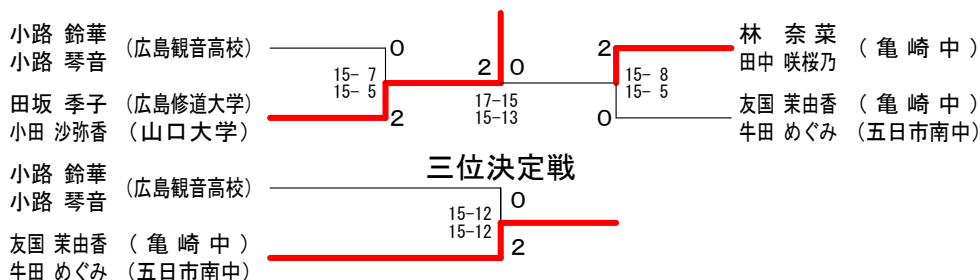 小路 鈴華
小路 琴音 (広島観音高校)
0
15- 7
15- 5
田坂 季子 (広島修道大学)
小田 沙弥香 (山口大学)
2
2 0
17-15
15-13
林 奈菜
田中 咲桜乃 (亀崎中)
2
15- 8
15- 5
友国 茉由香 (亀崎中)
牛田 めぐみ (五日市南中)
0
三位決定戦
小路 鈴華
小路 琴音 (広島観音高校)
0
15-12
15-12
友国 茉由香 (亀崎中)
牛田 めぐみ (五日市南中)
2